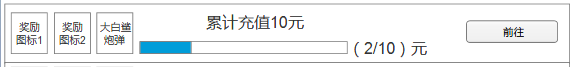 奖励图标1
奖励图标2
大白鲨炮弹
累计充值10元
（2/10）元
前往